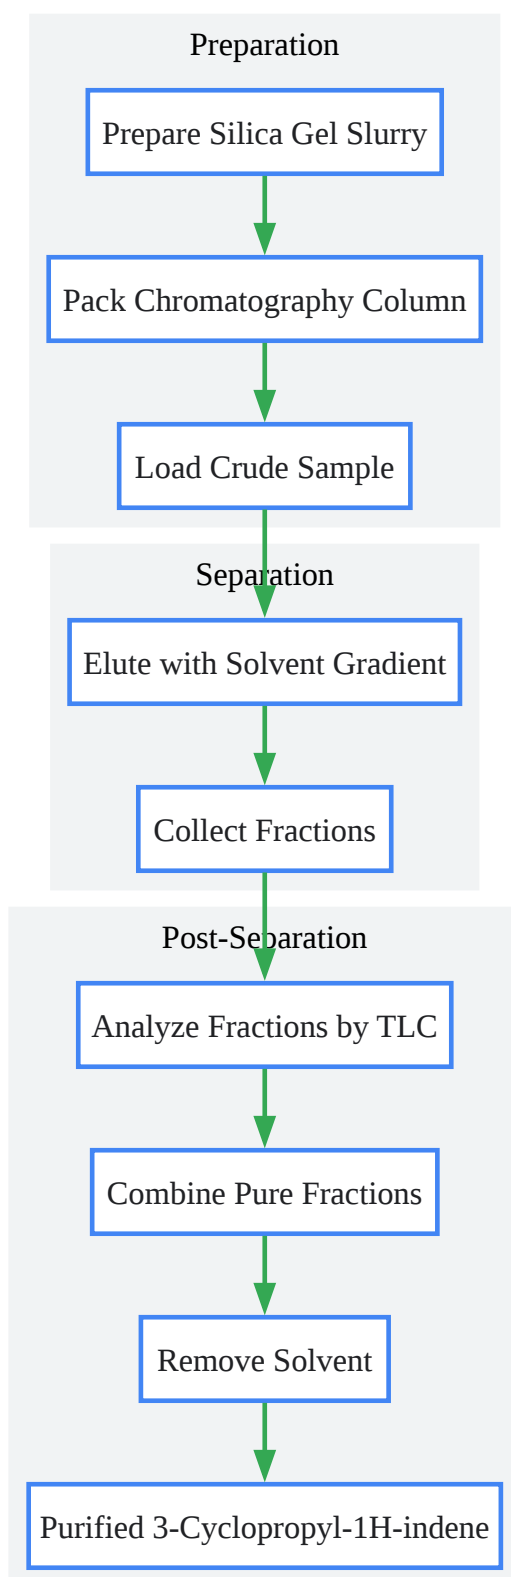 Preparation
Prepare Silica Gel Slurry
Pack Chromatography Column
Load Crude Sample
Separation
Elute with Solvent Gradient
Collect Fractions
Post-Separation
Analyze Fractions by TLC
Combine Pure Fractions
Remove Solvent
Purified 3-Cyclopropyl-1H-indene